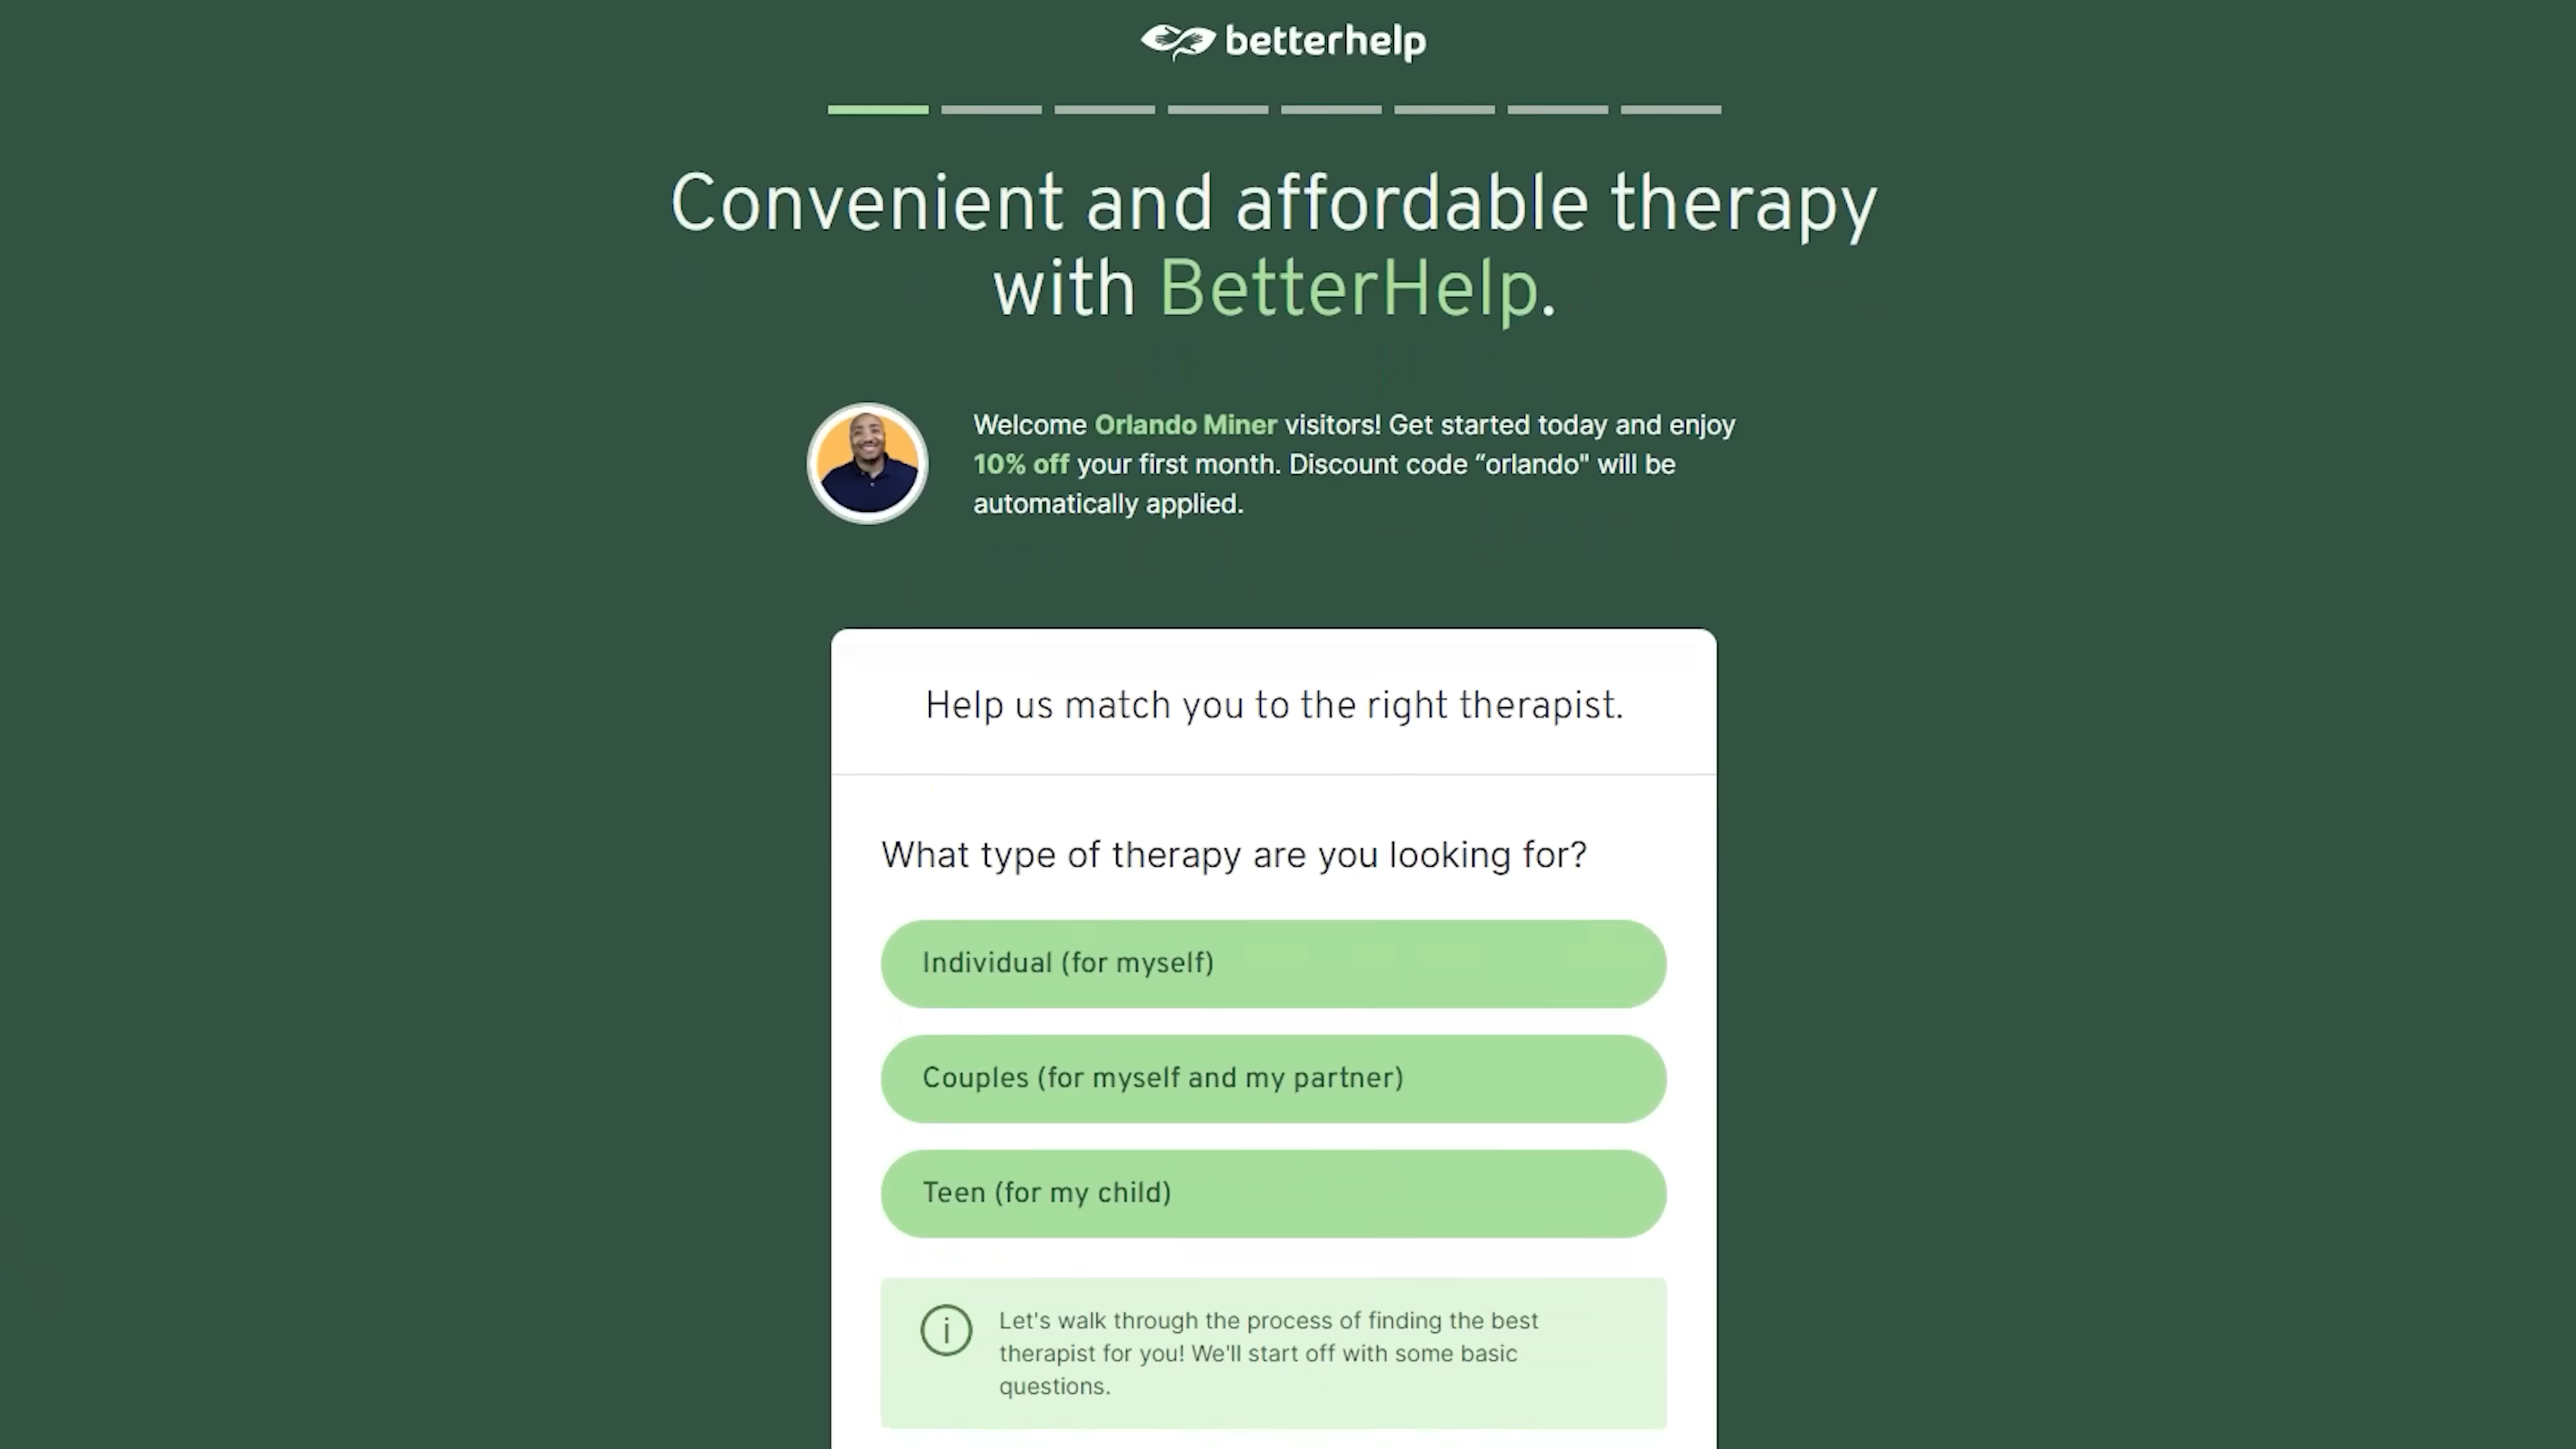 betterhelp
Convenient and affordable therapy
with BetterHelp.
Welcome Orlando Miner visitors! Get started today and enjoy
10% off your first month. Discount code “orlando" will be
automatically applied.
Help us match you to the right therapist.
What type of therapy are you looking for?
Individual (for myself)
Couples (for myself and my partner)
Teen (for my child)
Let's walk through the process of finding the best
therapist for you! We'll start off with some basic
questions.